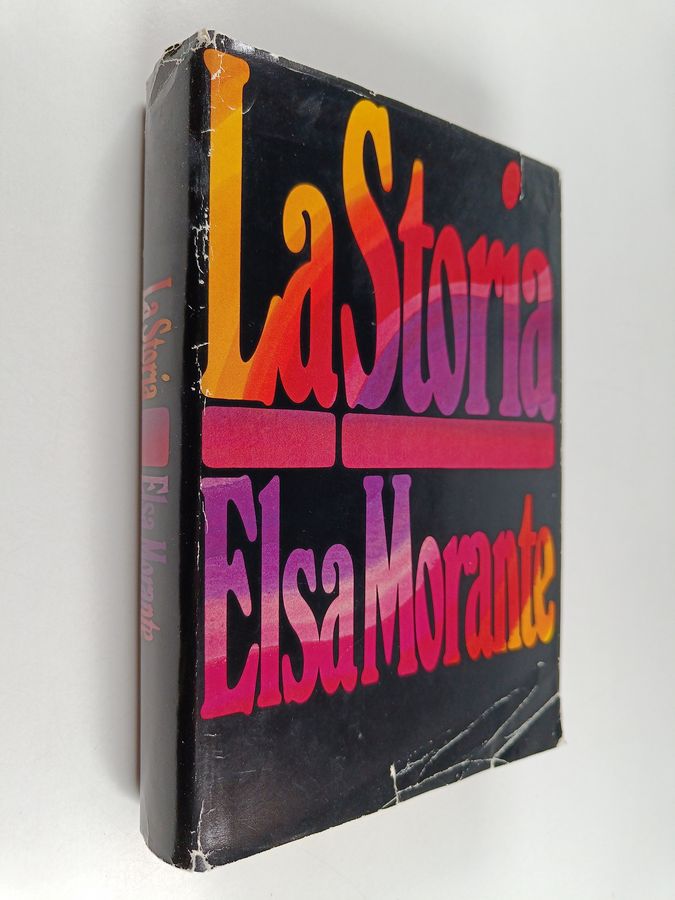 La Storia
Elsa Morante
La Storia Elsa Morante